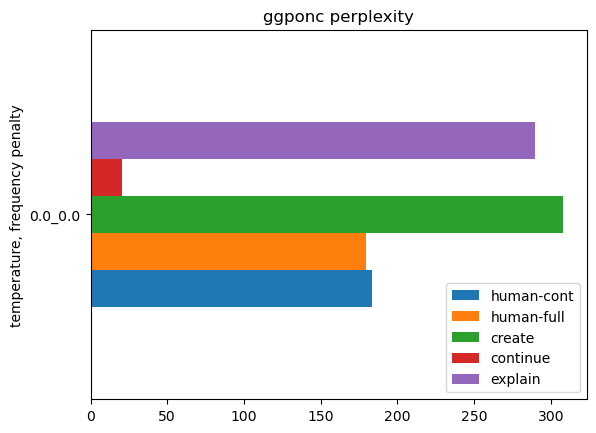 ggponc perplexity
temperature, frequency penalty
0.0_0.0
human-cont
human-full
create
continue
explain
0 50 100 150 200 250 300